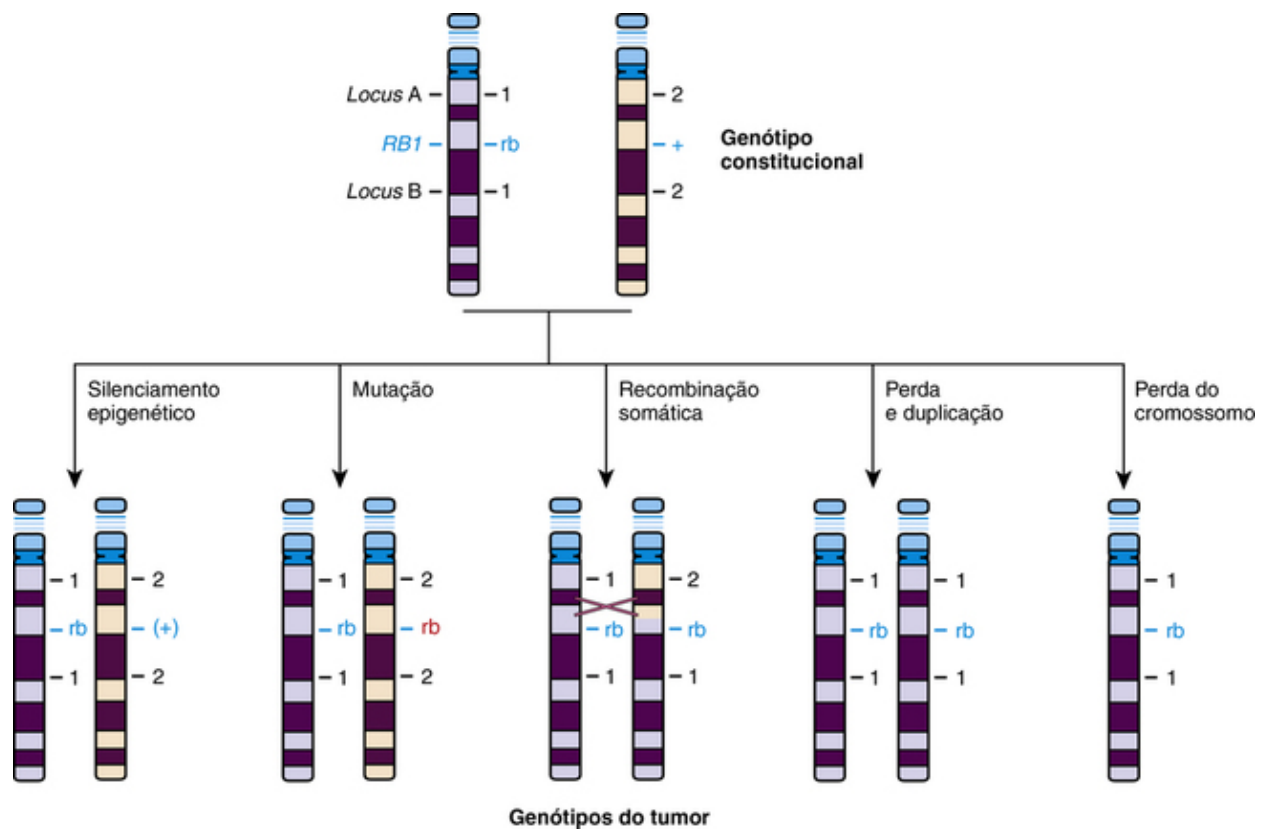 Locus A – – 1 – 2
RB1 – – rb – + Genótipo
constitucional
Locus B – – 1 – 2
Silenciamento
epigenético
Mutação
Recombinação
somática
Perda
e duplicação
Perda do
cromossomo
– 1 – 2 – 1 – 2 – 1 – 2 – 1 – 1 – 1
– rb – (+) – rb – rb – rb – rb – rb – rb – rb
– 1 – 2 – 1 – 2 – 1 – 1 – 1 – 1 – 1
Genótipos do tumor